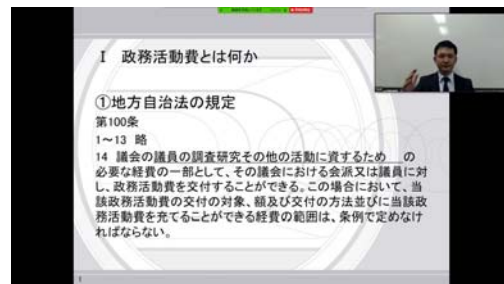 Ⅰ 政務活動費とは何か
①地方自治法の規定
第100条
1～13 略
14 議会の議員の調査研究その他の活動に資するため の
必要な経費の一部として、その議会における会派又は議員に対
し、政務活動費を交付することができる。この場合において、当
該政務活動費の交付の対象、額及び交付の方法並びに当該政
務活動費を充てることができる経費の範囲は、条例で定めなけ
ればならない。